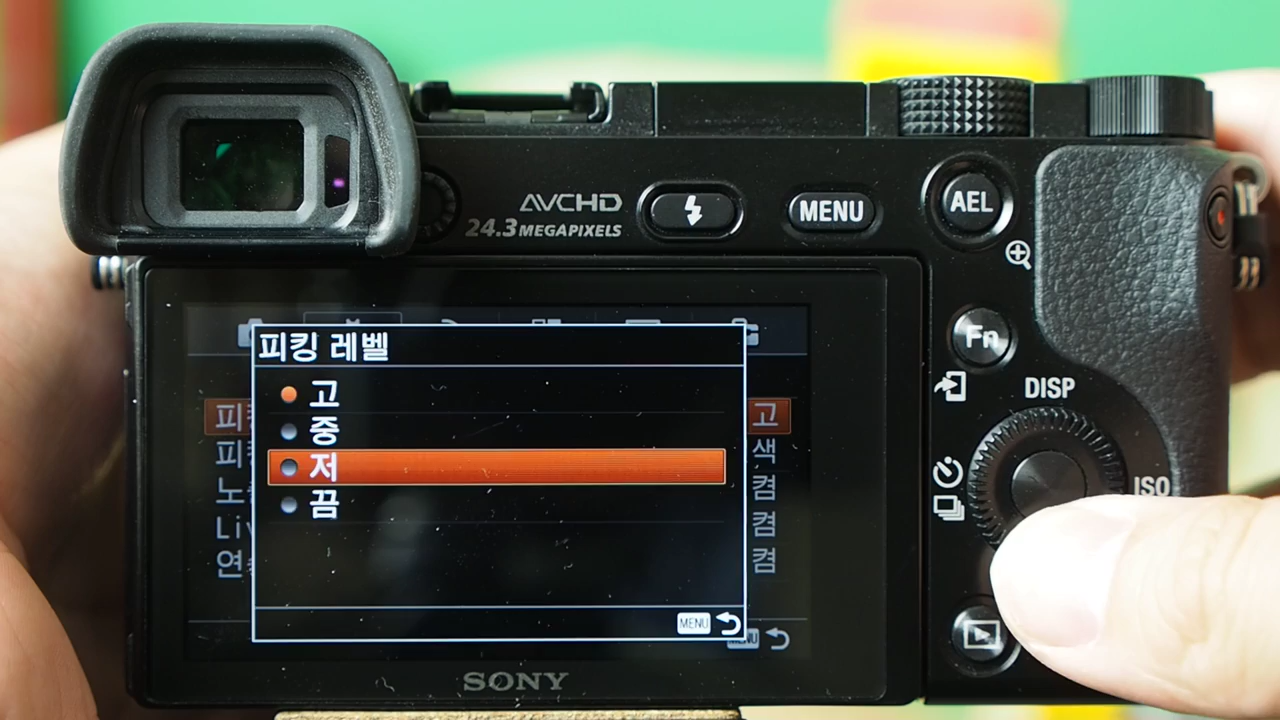 AVCHD
24.3 MEGAPIXELS
MENU
AEL
Fn
DISP
ISO
피킹 레벨
고
중
저
끔
고
색
켬
켬
켬
MENU
SONY